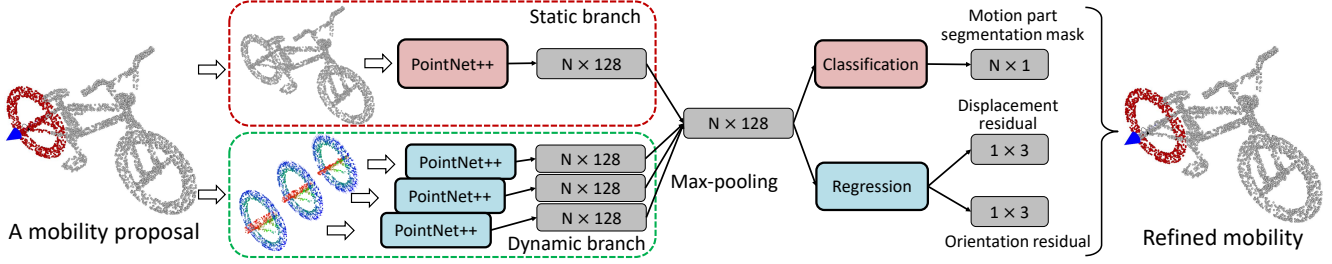 A mobility proposal
Static branch
PointNet++
N × 128
PointNet++
PointNet++
PointNet++
N × 128
N × 128
N × 128
Dynamic branch
N × 128
Max-pooling
Classification
Regression
Motion part
segmentation mask
N × 1
Displacement
residual
1 × 3
1 × 3
Orientation residual
Refined mobility